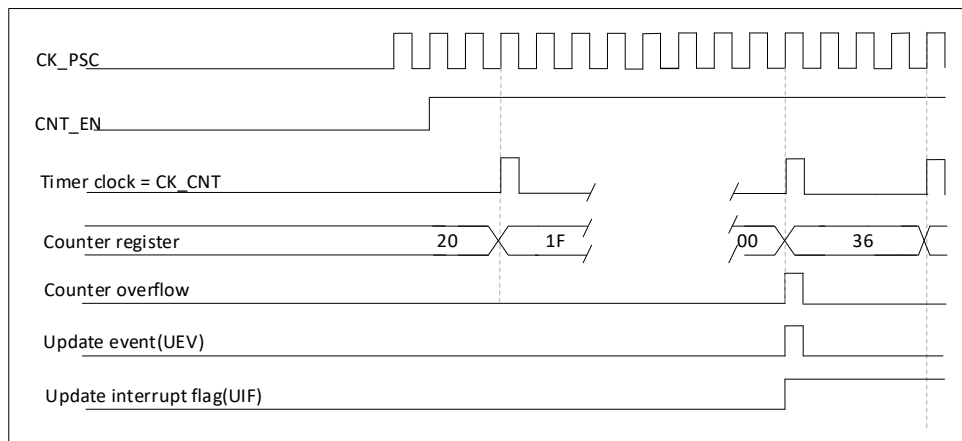 CK_PSC
CNT_EN
Timer clock = CK_CNT
Counter register 20 1F 00 36
Counter overflow
Update event(UEV)
Update interrupt flag(UIF)